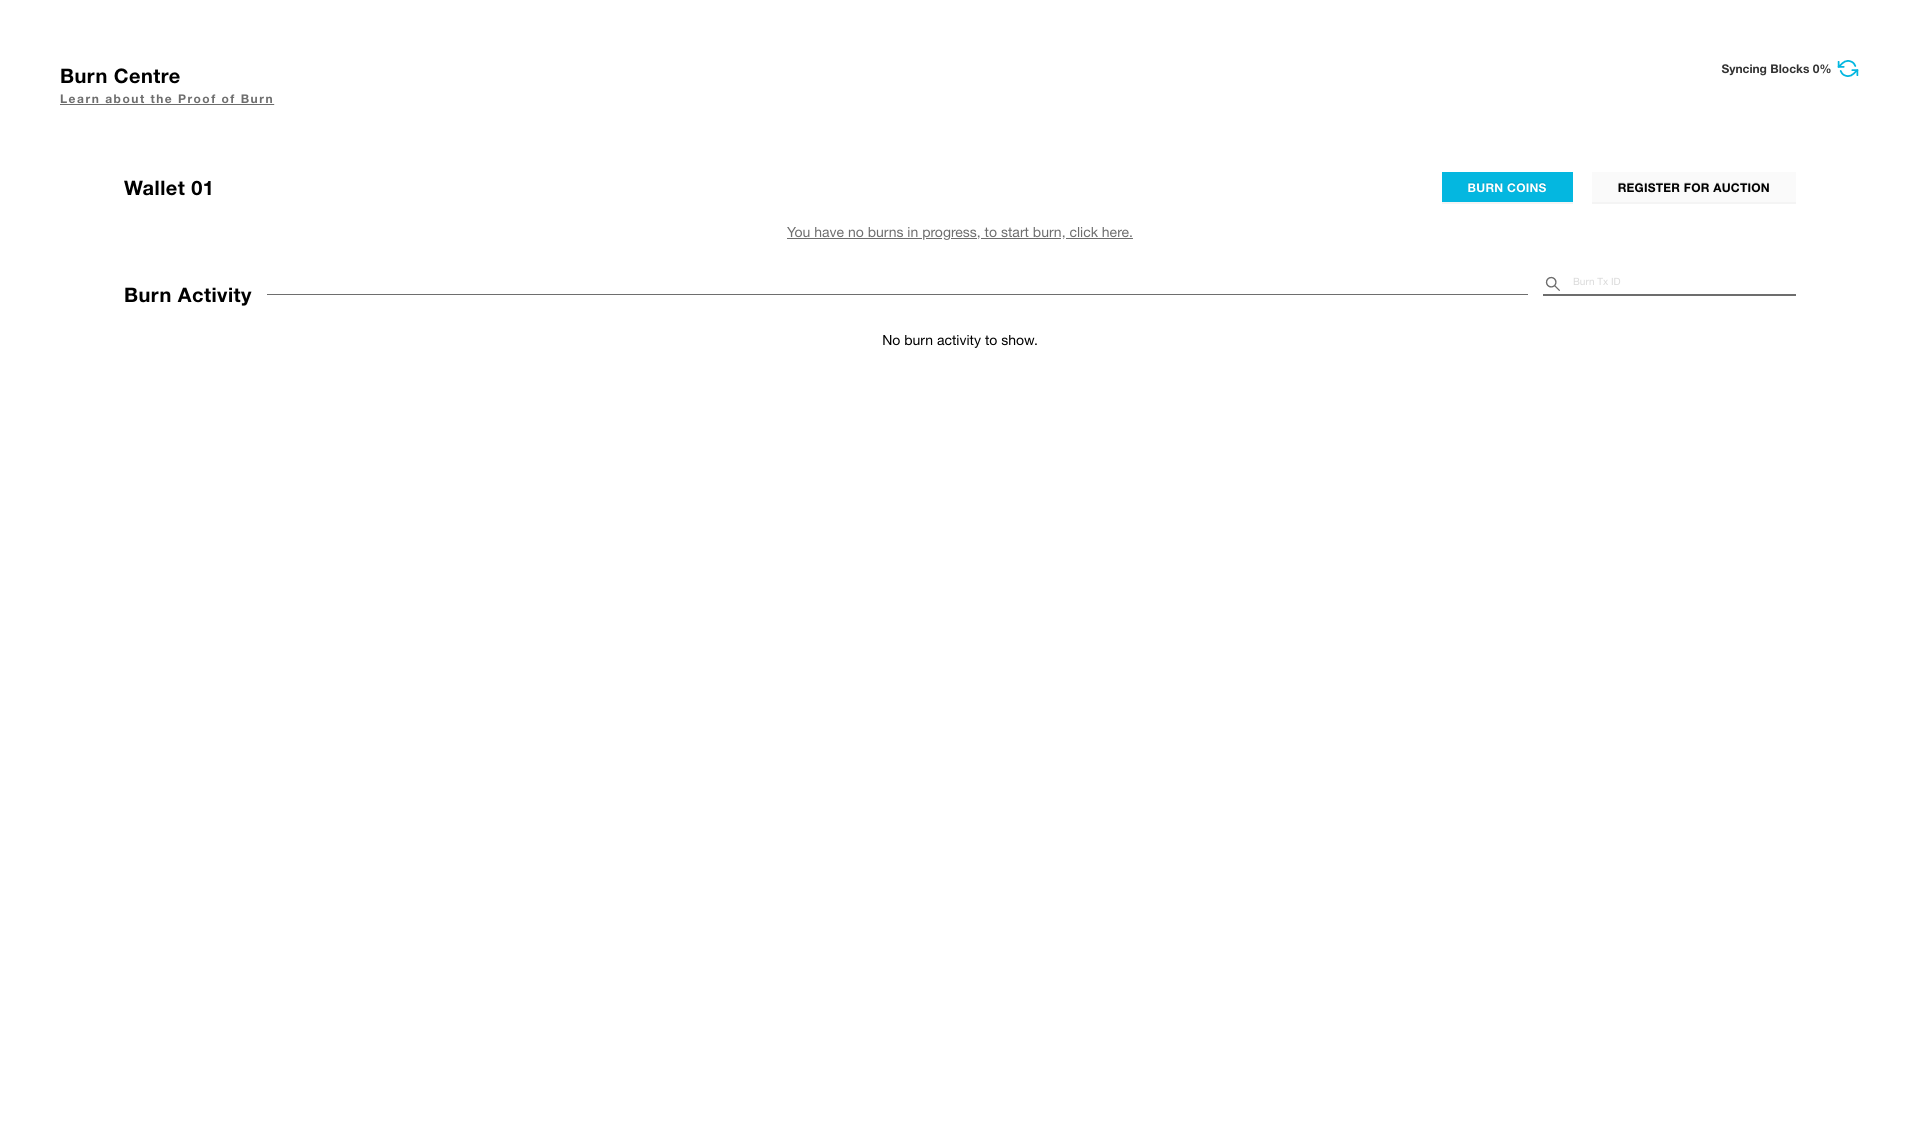 Burn Centre
Syncing Blocks 0%
Learn about the Proof of Burn
Wallet 01
BURN COINS
REGISTER FOR AUCTION
You have no burns in progress, to start burn, click here.
Burn Activity
Burn Tx ID
No burn activity to show.